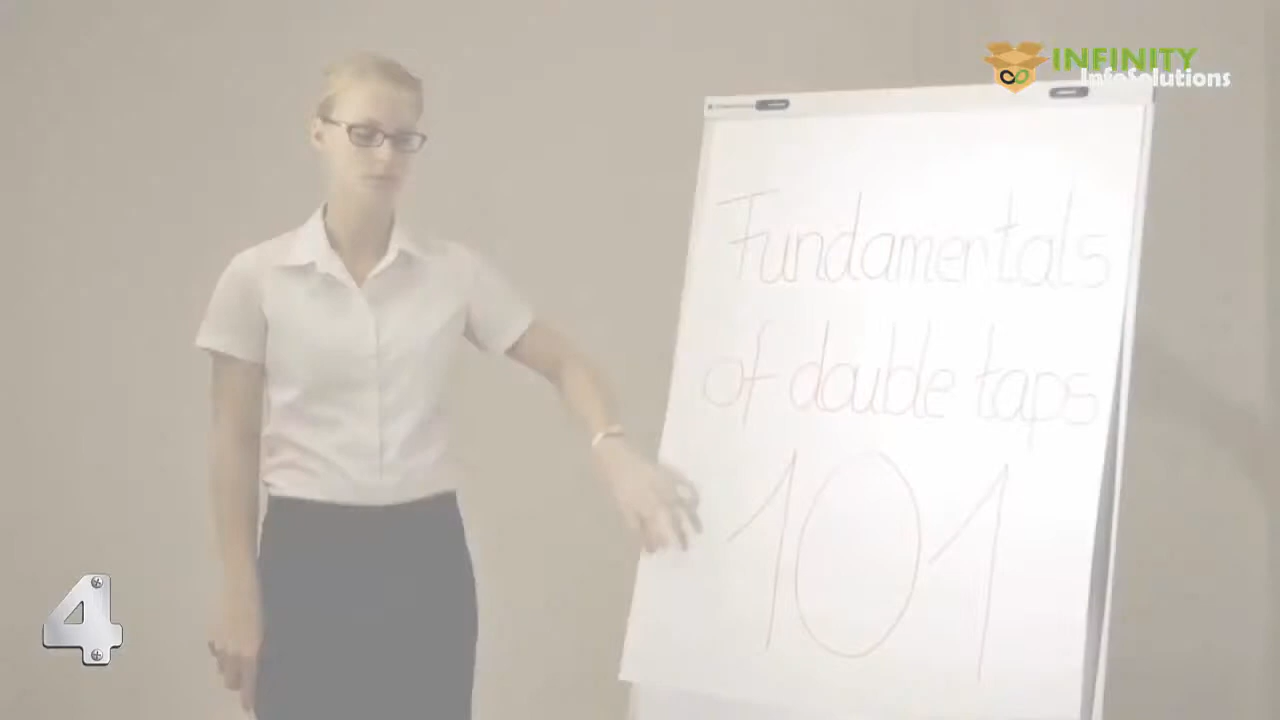 INFINITY
InfoSolutions
Fundamentals
of double taps
101
4